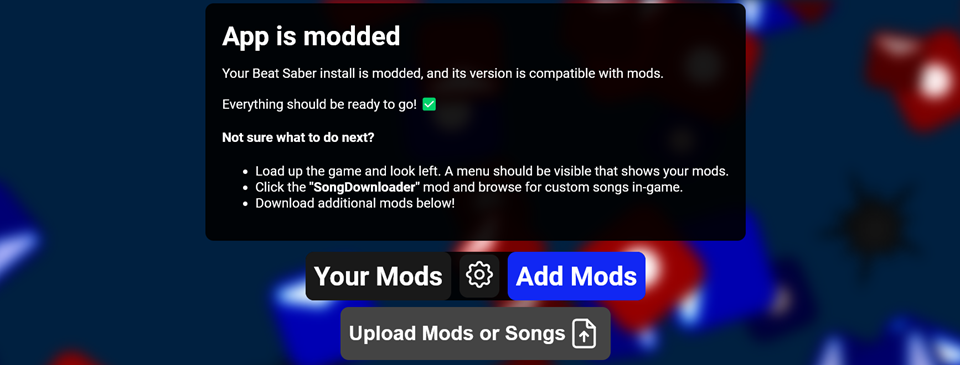 App is modded
Your Beat Saber install is modded, and its version is compatible with mods.
Everything should be ready to go! ✅
Not sure what to do next?
• Load up the game and look left. A menu should be visible that shows your mods.
• Click the "SongDownloader" mod and browse for custom songs in-game.
• Download additional mods below!
Your Mods Add Mods
Upload Mods or Songs